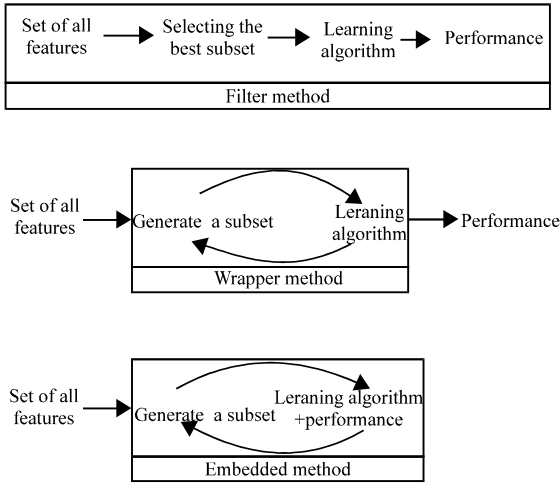 Set of all
features
Selecting the
best subset
Learning
algorithm
Performance
Filter method
Set of all
features
Generate a subset
Leraning
algorithm
Performance
Wrapper method
Set of all
features
Generate a subset
Leraning algorithm
+performance
Embedded method